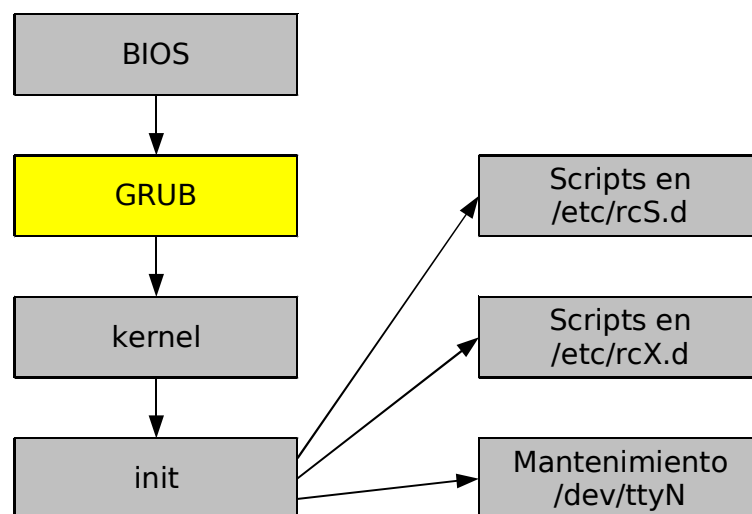 BIOS
GRUB
kernel
init
Scripts en
/etc/rcS.d
Scripts en
/etc/rcX.d
Mantenimiento
/dev/ttyN